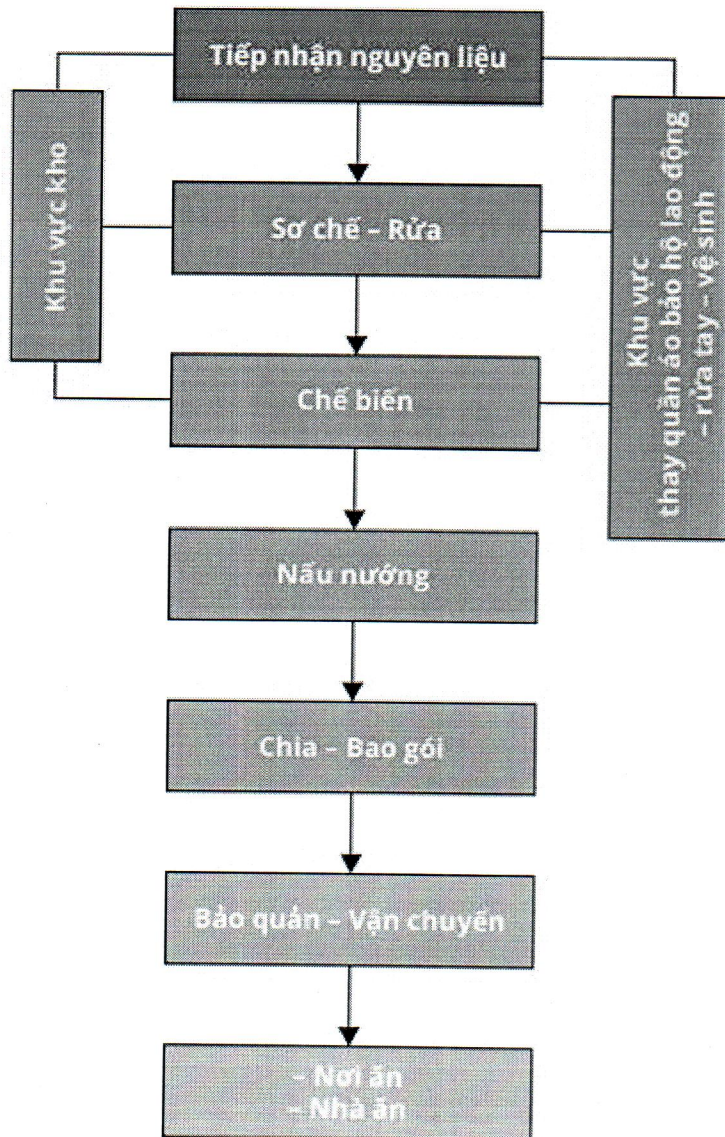 Tiếp nhận nguyên liệu
Khu vực kho
Khu vực
thay quần áo bảo hộ lao động
– rửa tay – vệ sinh
Sơ chế – Rửa
Chế biến
Nấu nướng
Chia – Bao gói
Bảo quản – Vận chuyển
– Nơi ăn
– Nhà ăn